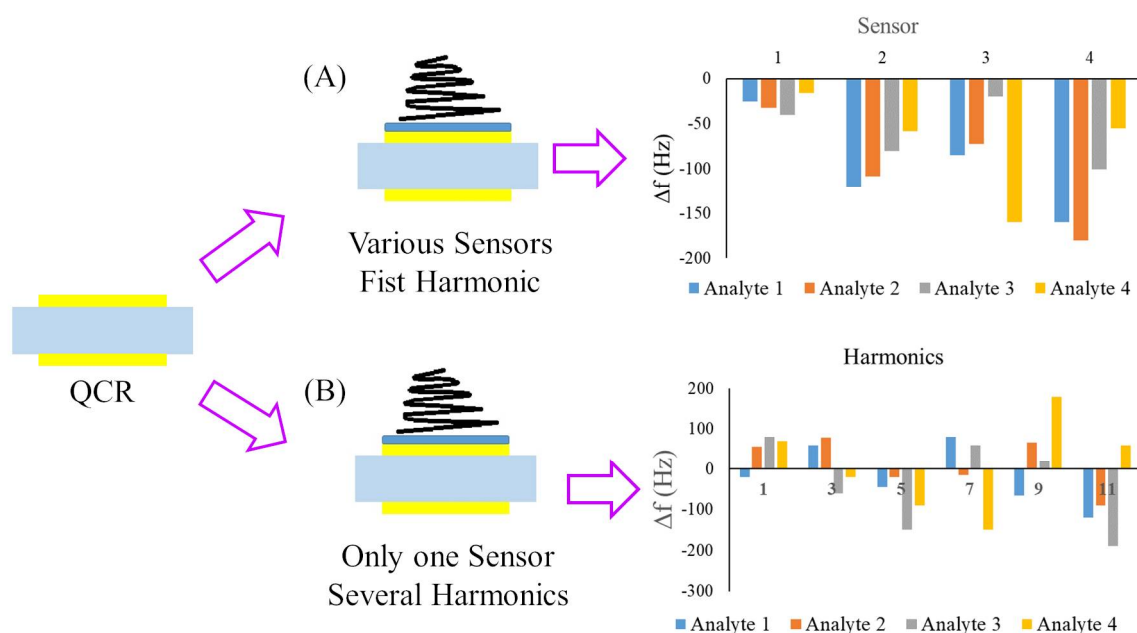 QCR
(A)
Various Sensors
Fist Harmonic
Sensor
1 2 3 4
0
-50
-100
-150
-200
Δf (Hz)
Analyte 1 Analyte 2 Analyte 3 Analyte 4
(B)
Only one Sensor
Several Harmonics
Harmonics
200
100
0
-100
-200
-300
Δf (Hz)
1 3 5 7 9 11
Analyte 1 Analyte 2 Analyte 3 Analyte 4